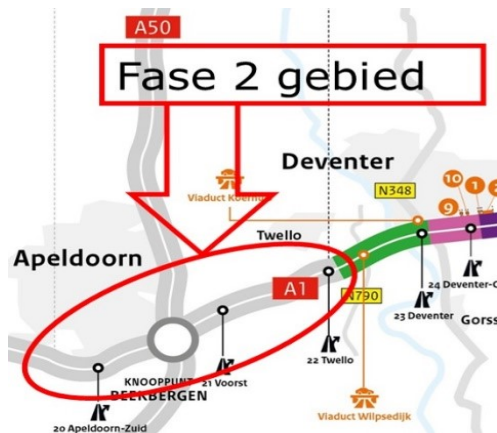 A50
Fase 2 gebied
Deventer
N348
10
1
9
Viaduct
Twello
Apeldoorn
A1
N790
24 Deventer-O
23 Deventer
Gorss
22 Twello
21 Voorst
KNOOPPUNT
BEEKBERGEN
Viaduct Wilpsedijk
20 Apeldoorn-Zuid